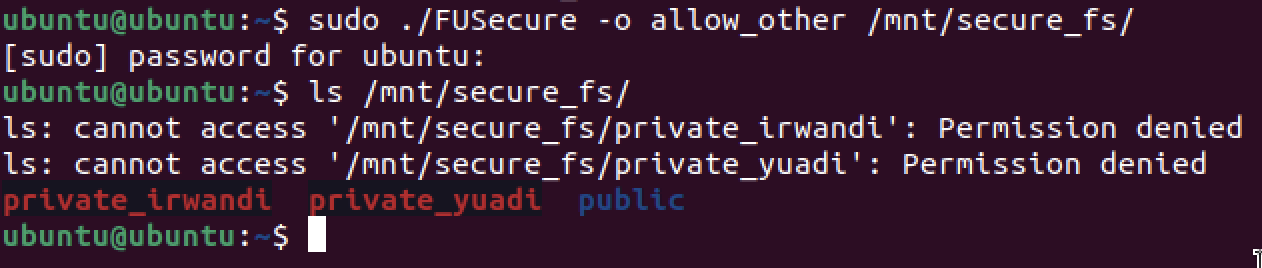 ubuntu@ubuntu:~$ sudo ./FUSecure -o allow_other /mnt/secure_fs/
[sudo] password for ubuntu:
ubuntu@ubuntu:~$ ls /mnt/secure_fs/
ls: cannot access '/mnt/secure_fs/private_irwandi': Permission denied
ls: cannot access '/mnt/secure_fs/private_yuadi': Permission denied
private_irwandi  private_yuadi  public
ubuntu@ubuntu:~$